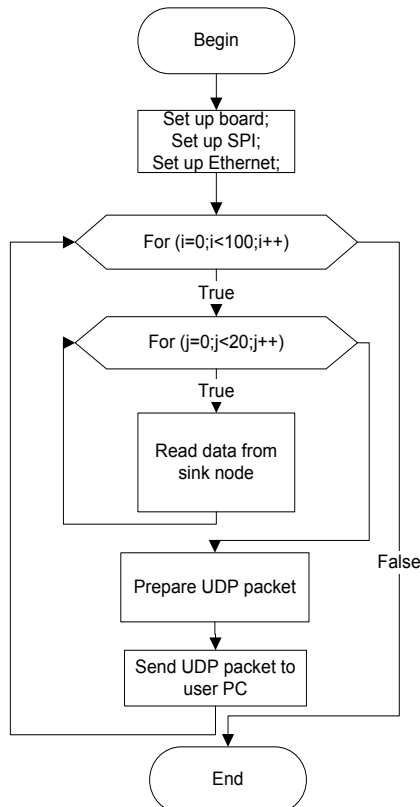 Begin
Set up board;
Set up SPI;
Set up Ethernet;
For (i=0;i<100;i++)
True
For (j=0;j<20;j++)
True
Read data from
sink node
False
Prepare UDP packet
Send UDP packet to
user PC
End